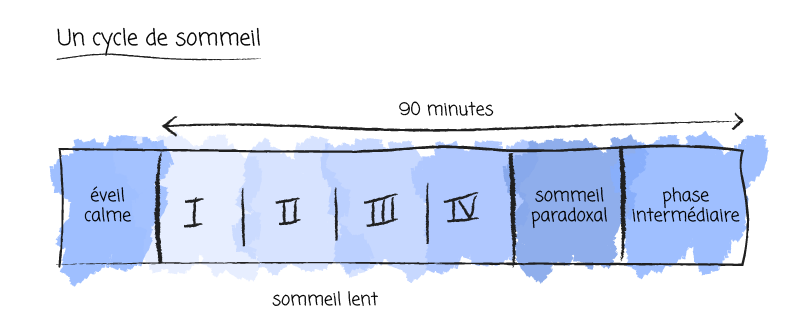 Un cycle de sommeil
90 minutes
éveil
calme
I
II
III
IV
sommeil
paradoxal
phase
intermédiaire
sommeil lent